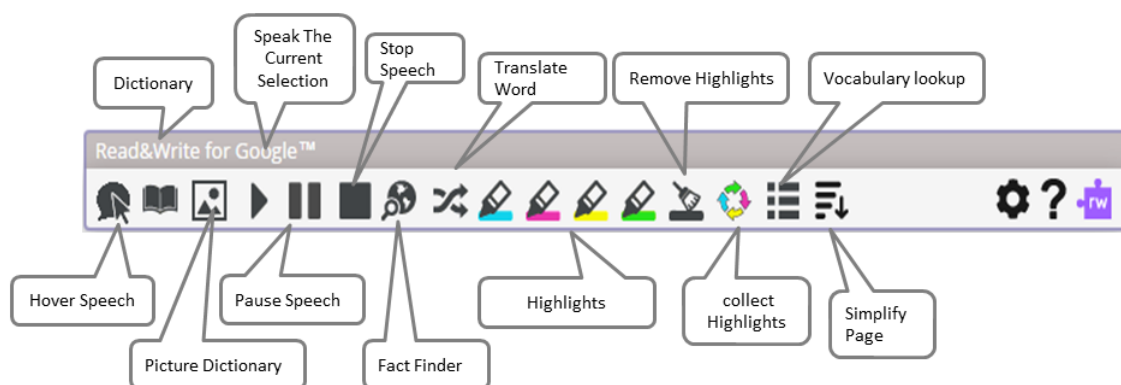 Speak The
Current
Selection
Stop
Speech
Dictionary
Translate
Word
Remove Highlights
Vocabulary lookup
Read&Write for Google™
rw
Hover Speech
Pause Speech
Highlights
collect
Highlights
Simplify
Page
Picture Dictionary
Fact Finder